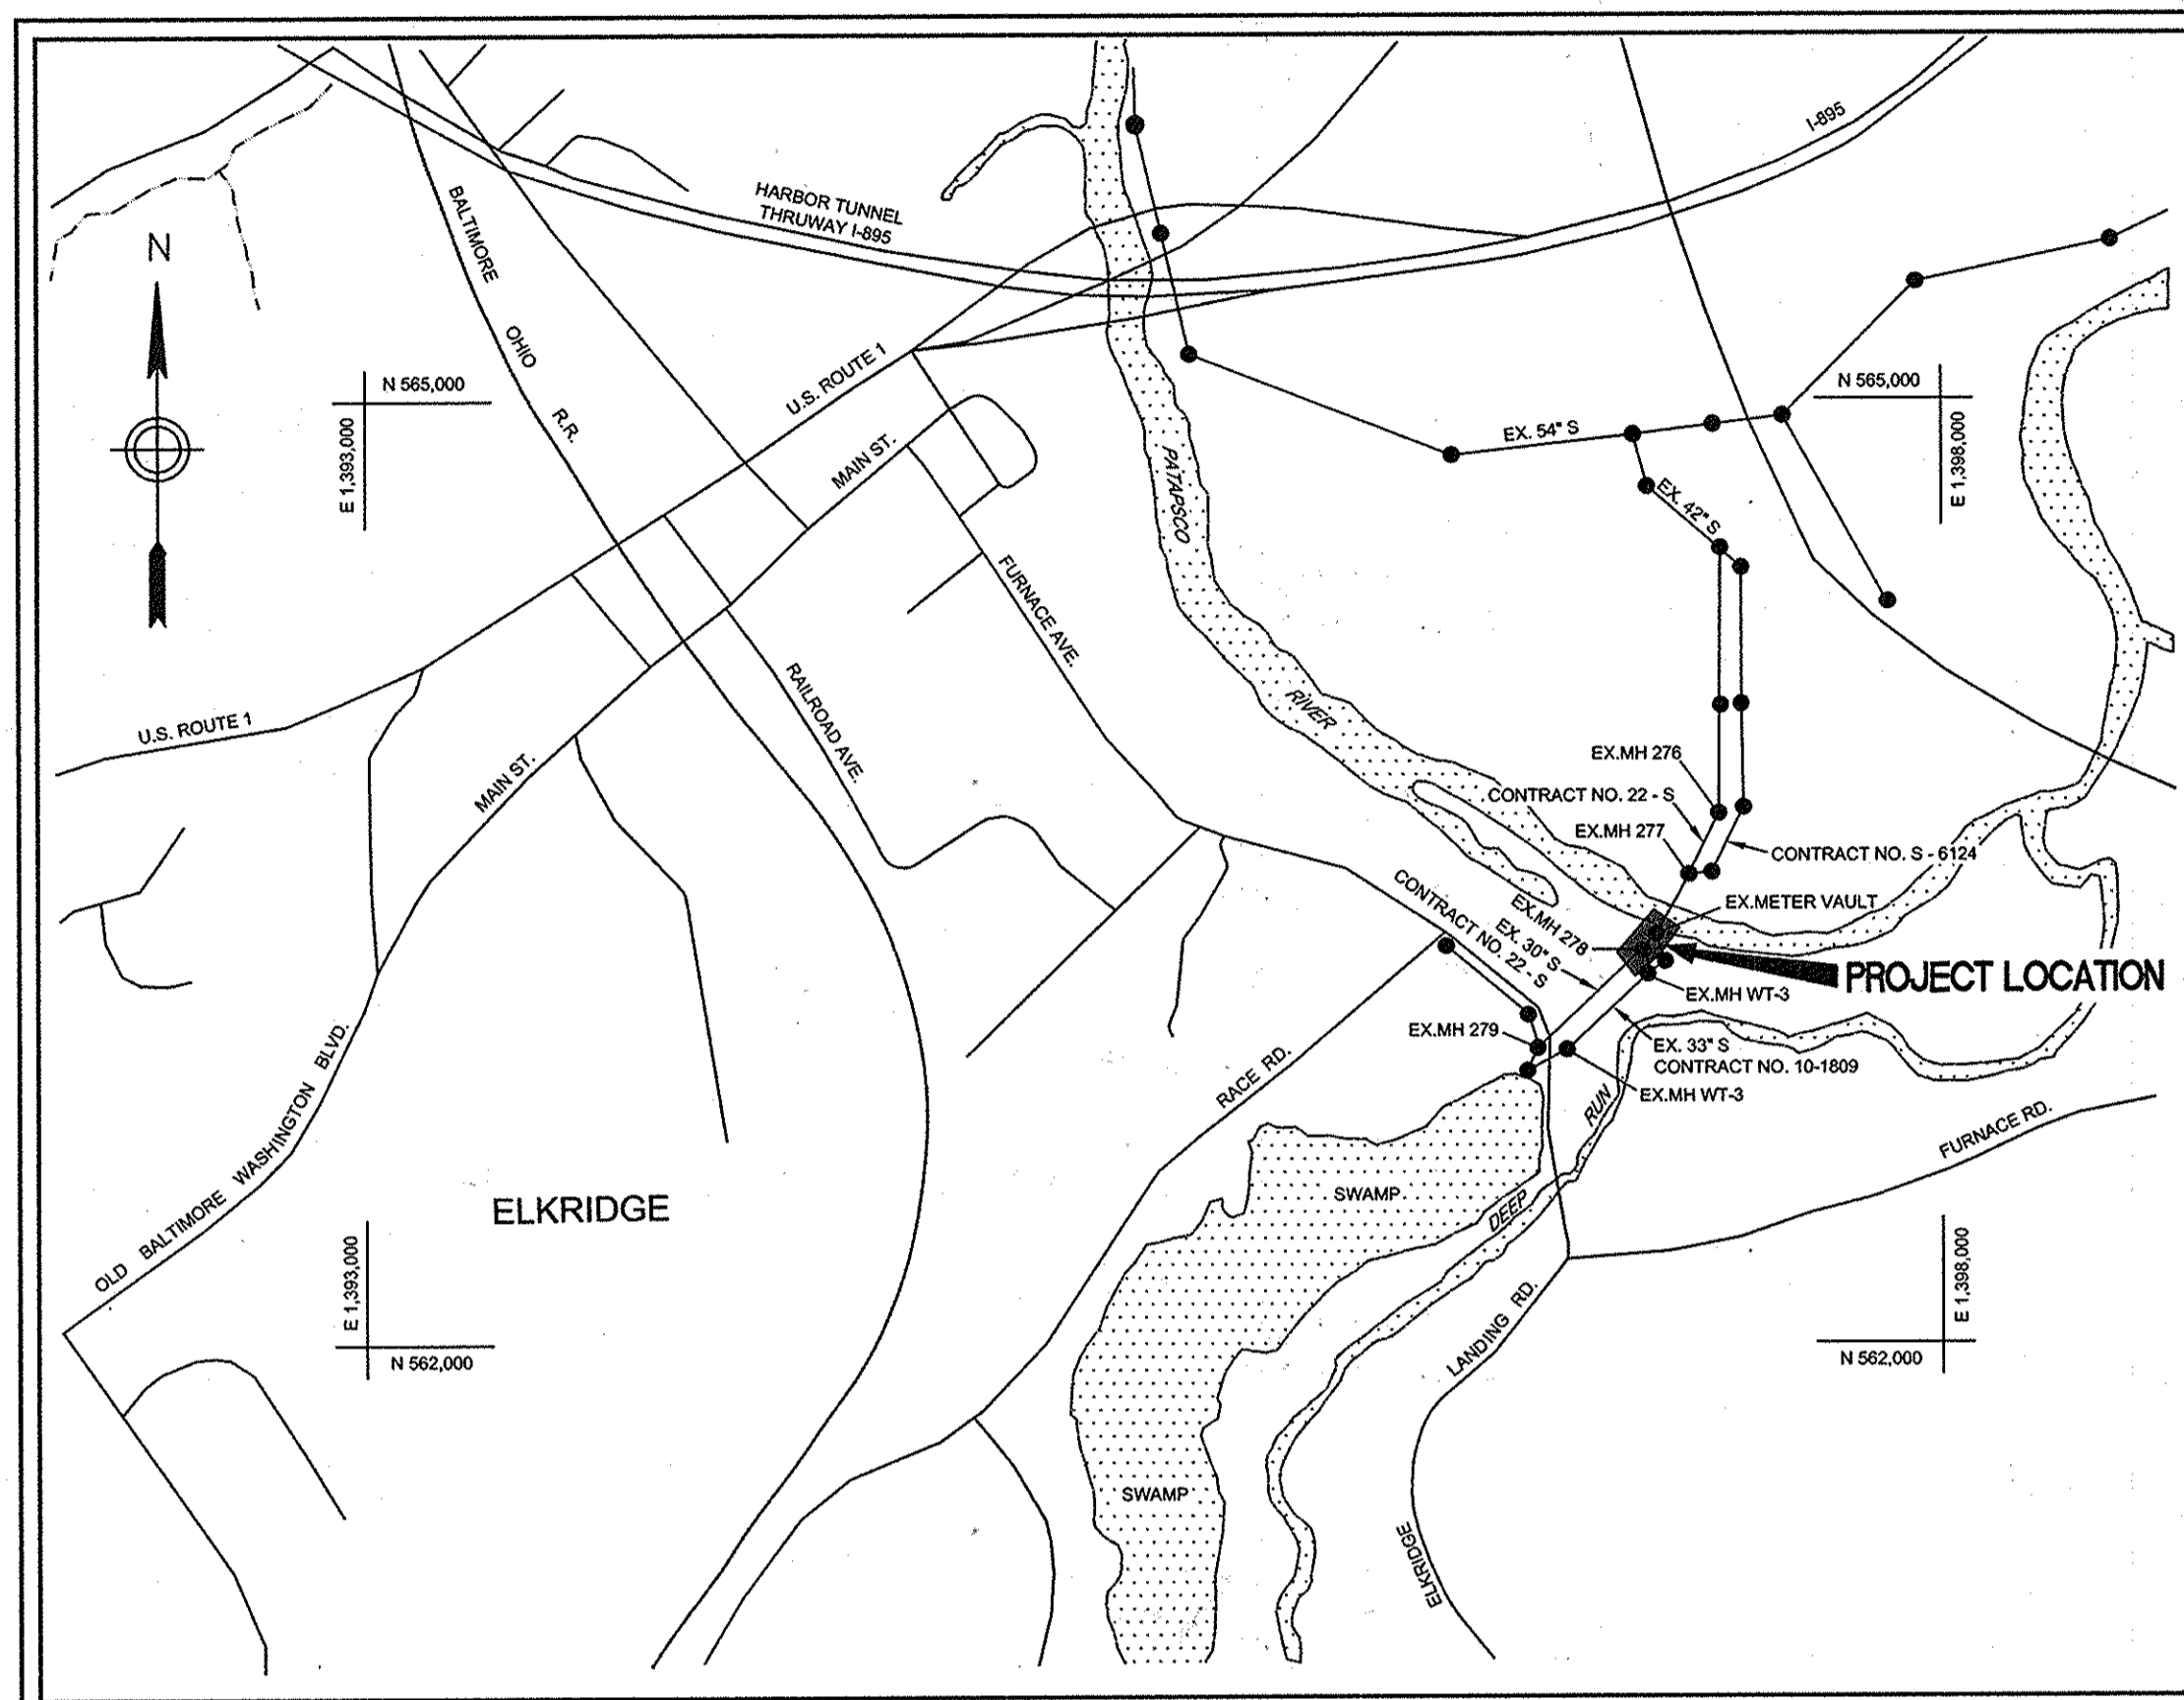 I-895
HARBOR TUNNEL
THRUWAY I-895
BALTIMORE
OHIO
R.R.
N
N 565,000
E 1,393,000
U.S. ROUTE 1
MAIN ST.
N 565,000
E 1,398,000
EX. 54" S
EX. 42" S
PATAPSCO
RIVER
FURNACE AVE.
RAILROAD AVE.
U.S. ROUTE 1
MAIN ST.
EX.MH 276
CONTRACT NO. 22 - S
EX.MH 277
CONTRACT NO. S - 6124
EX.METER VAULT
EX.MH 278
EX. 30" S
CONTRACT NO. 22 - S
PROJECT LOCATION
EX.MH WT-3
EX.MH 279
EX. 33" S
CONTRACT NO. 10-1809
EX.MH WT-3
RACE RD.
RUN
DEEP
FURNACE RD.
OLD BALTIMORE WASHINGTON BLVD.
ELKRIDGE
SWAMP
E 1,393,000
N 562,000
E 1,398,000
N 562,000
LANDING RD.
ELKRIDGE
SWAMP